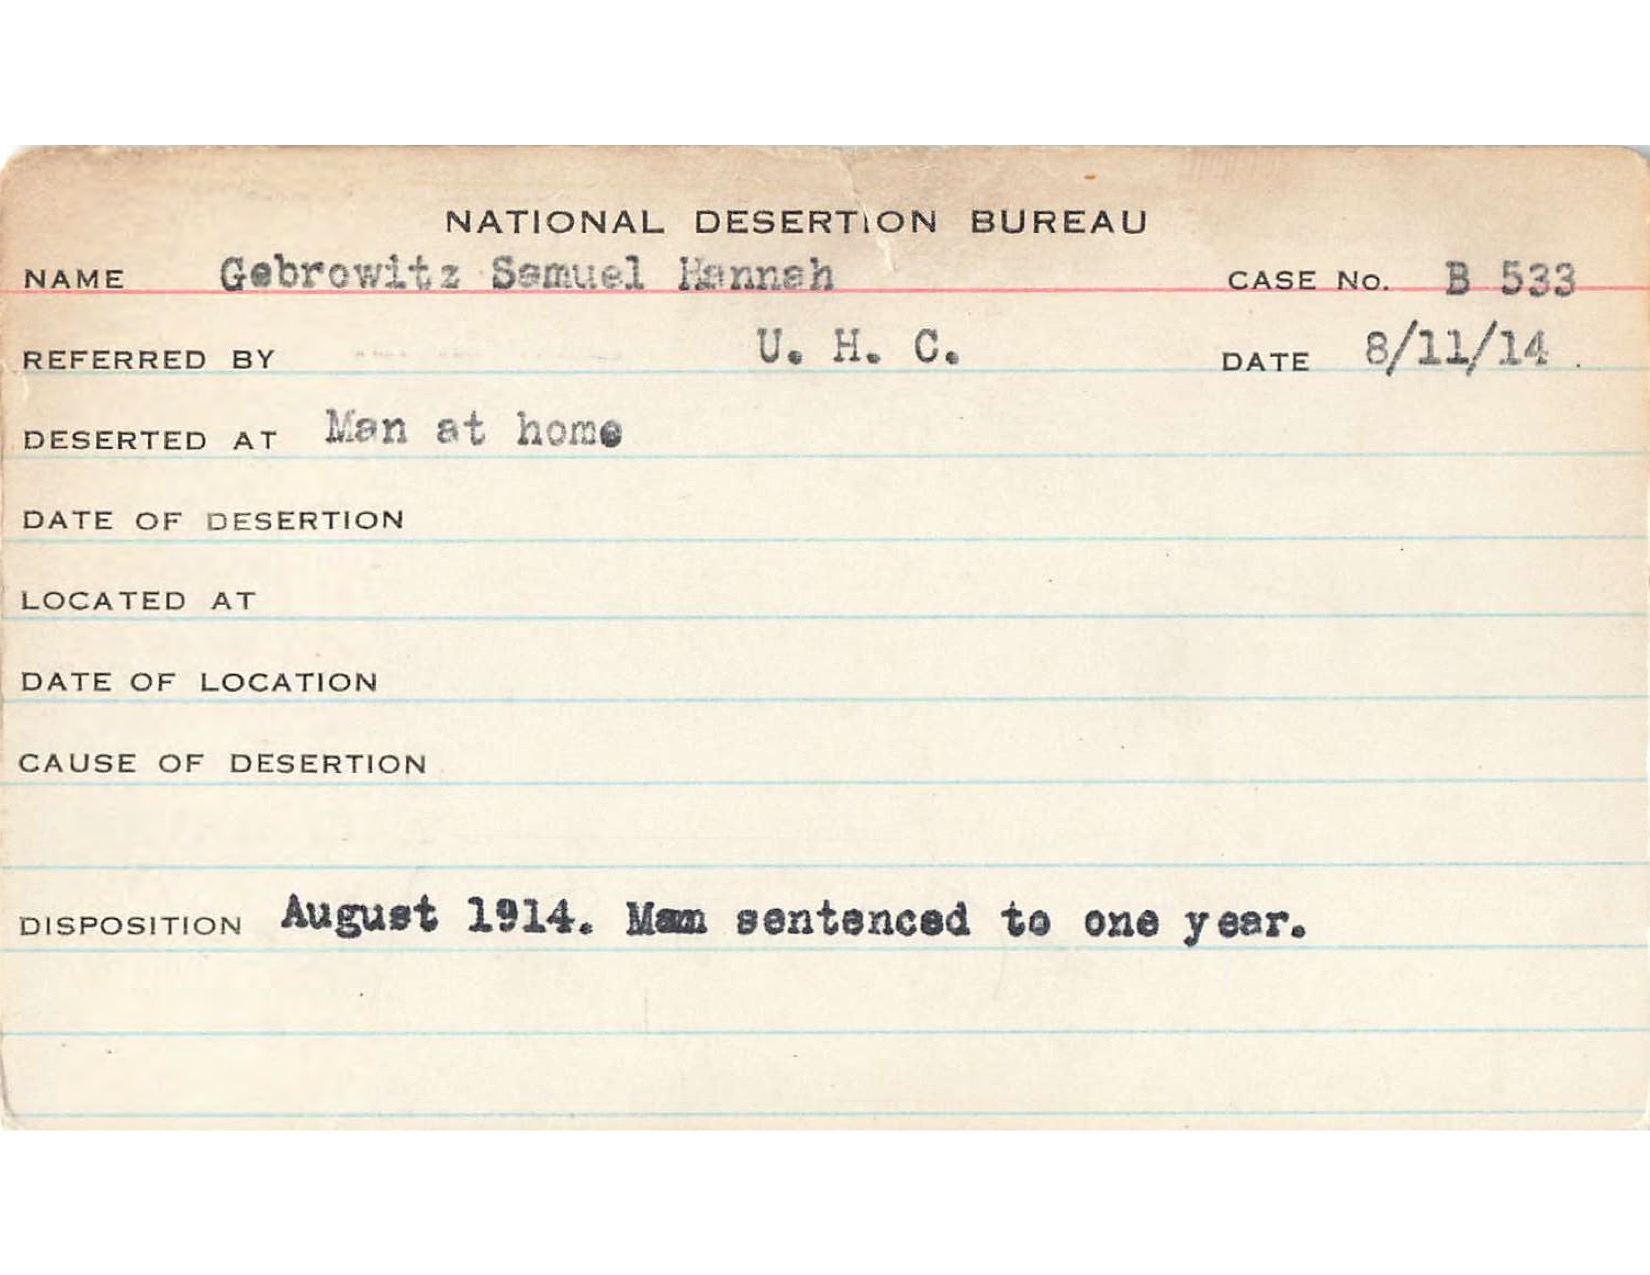 NATIONAL DESERTION BUREAU
NAME Gebrowitz Samuel Hannah CASE No. B 533
REFERRED BY U. H. C. DATE 8/11/14 .
DESERTED AT Man at home
DATE OF DESERTION
LOCATED AT
DATE OF LOCATION
CAUSE OF DESERTION
DISPOSITION August 1914. Man sentenced to one year.